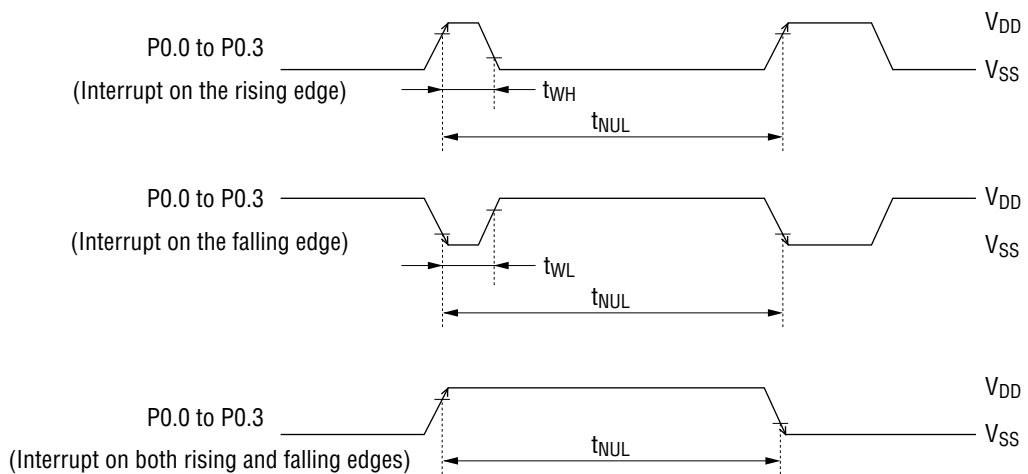 P0.0 to P0.3
(Interrupt on the rising edge)
VDD
VSS
tWH
tNUL
P0.0 to P0.3
(Interrupt on the falling edge)
VDD
VSS
tWL
tNUL
P0.0 to P0.3
(Interrupt on both rising and falling edges)
VDD
VSS
tNUL